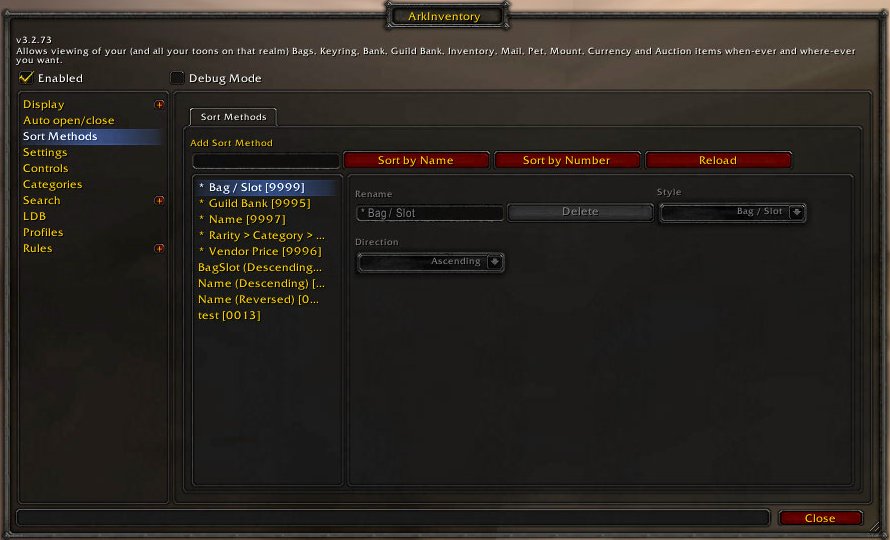 ArkInventory
v3.2.73
Allows viewing of your (and all your toons on that realm) Bags, Keyring, Bank, Guild Bank, Inventory, Mail, Pet, Mount, Currency and Auction items when-ever and where-ever
you want.
Enabled
Debug Mode
Display
Auto open/close
Sort Methods
Settings
Controls
Categories
Search
LDB
Profiles
Rules
Sort Methods
Add Sort Method
Sort by Name
Sort by Number
Reload
* Bag / Slot [9999]
* Guild Bank [9995]
* Name [9997]
* Rarity > Category > ...
* Vendor Price [9996]
BagSlot (Descending...
Name (Descending) [...
Name (Reversed) [0...
test [0013]
Rename
Style
* Bag / Slot
Delete
Bag / Slot
Direction
Ascending
Close